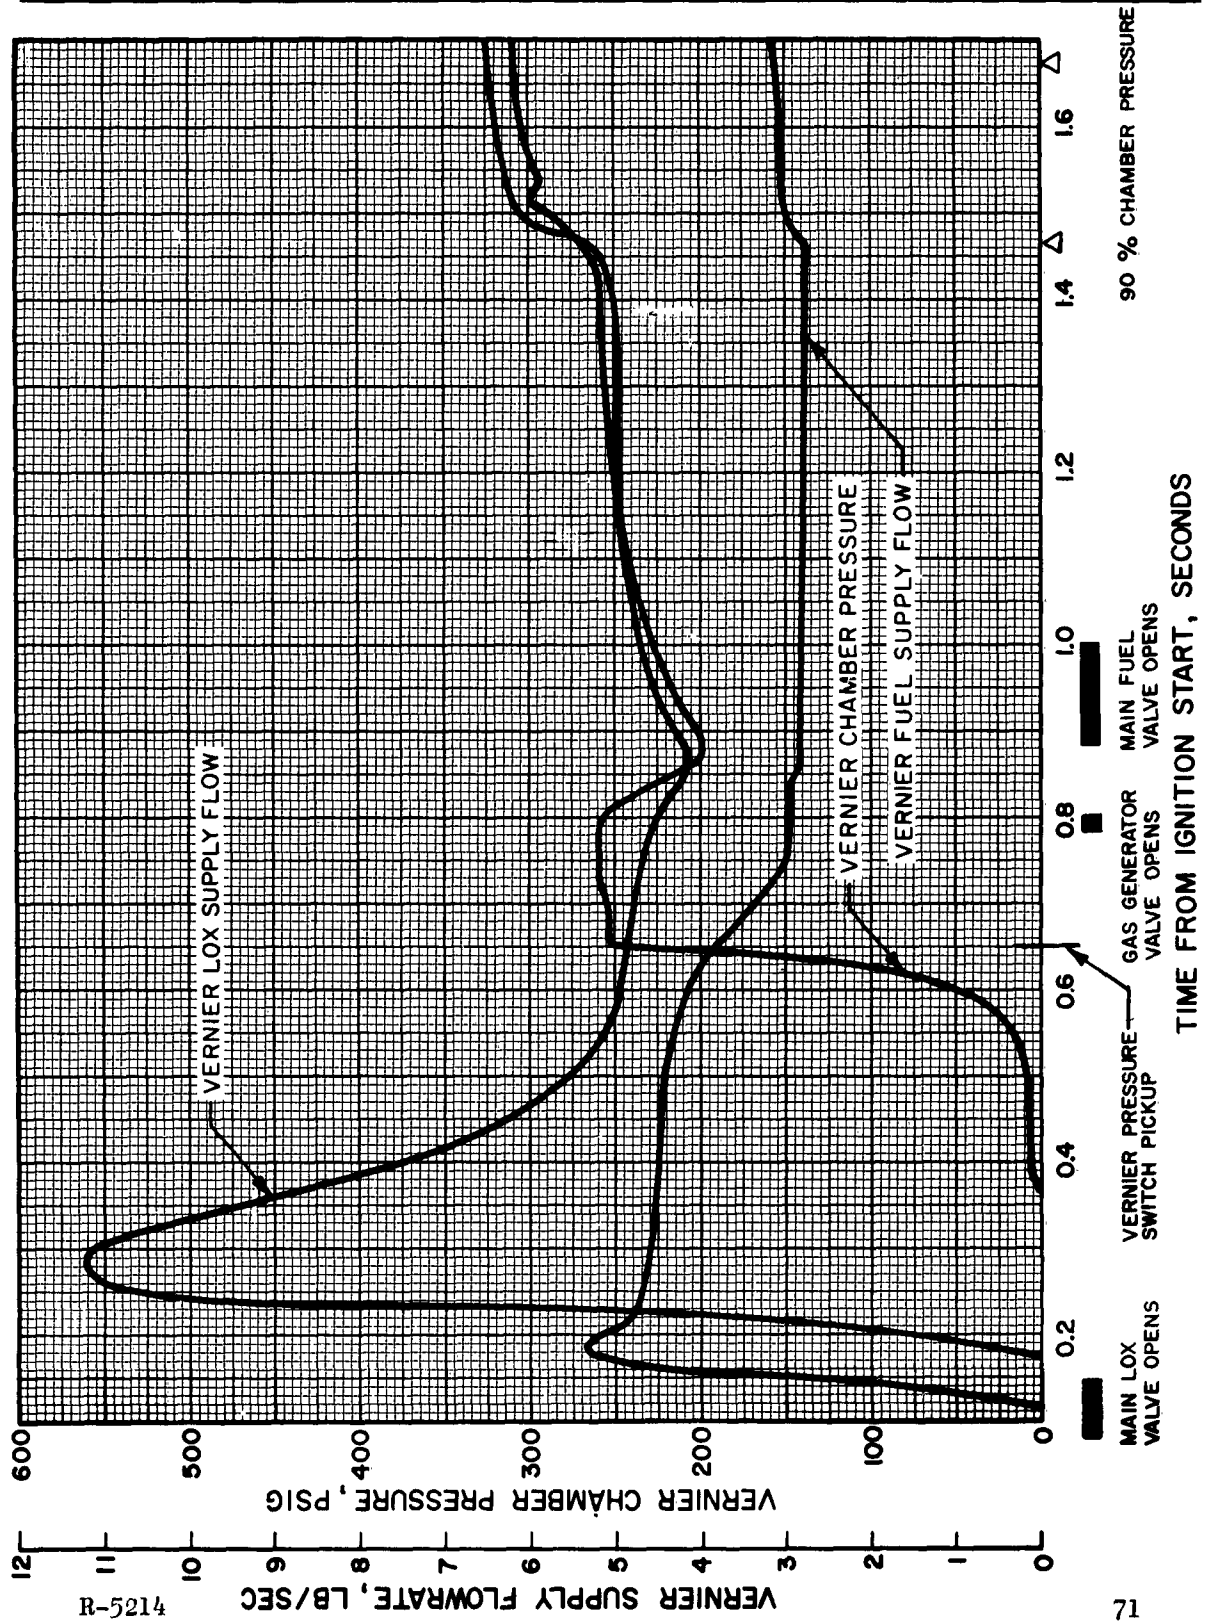 VERNIER SUPPLY FLOWRATE, LB/SEC
12
11
10
9
8
7
6
5
4
3
2
1
0
VERNIER CHAMBER PRESSURE, PSIG
600
500
400
300
200
100
0
VERNIER LOX SUPPLY FLOW
VERNIER CHAMBER PRESSURE
VERNIER FUEL SUPPLY FLOW
0.2
0.4
0.6
0.8
1.0
1.2
1.4
1.6
MAIN LOX
VALVE OPENS
VERNIER PRESSURE
SWITCH PICKUP
GAS GENERATOR
VALVE OPENS
MAIN FUEL
VALVE OPENS
90 % CHAMBER PRESSURE
TIME FROM IGNITION START, SECONDS
R-5214
71